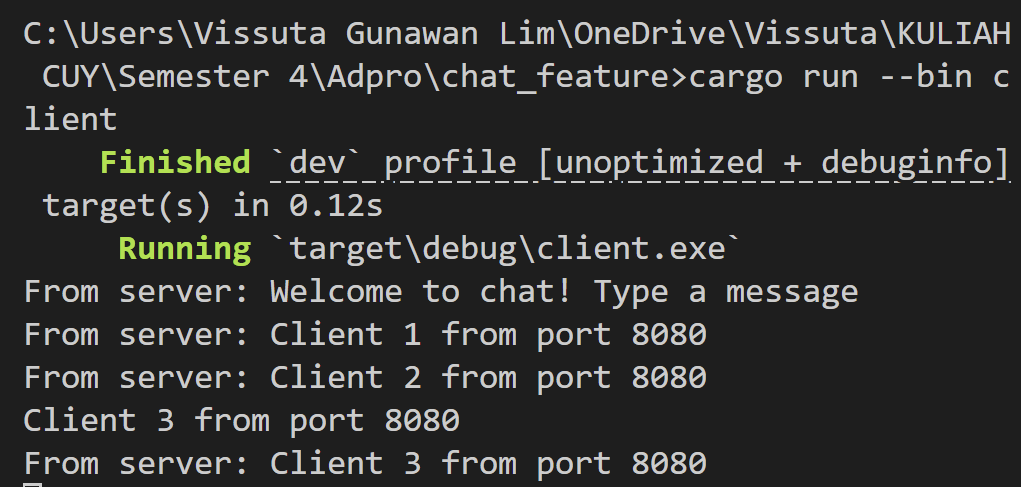 C:\Users\Vissuta Gunawan Lim\OneDrive\Vissuta\KULIAH
CUY\Semester 4\Adpro\chat_feature>cargo run --bin c
lient
Finished `dev` profile [unoptimized + debuginfo]
target(s) in 0.12s
Running `target\debug\client.exe`
From server: Welcome to chat! Type a message
From server: Client 1 from port 8080
From server: Client 2 from port 8080
Client 3 from port 8080
From server: Client 3 from port 8080